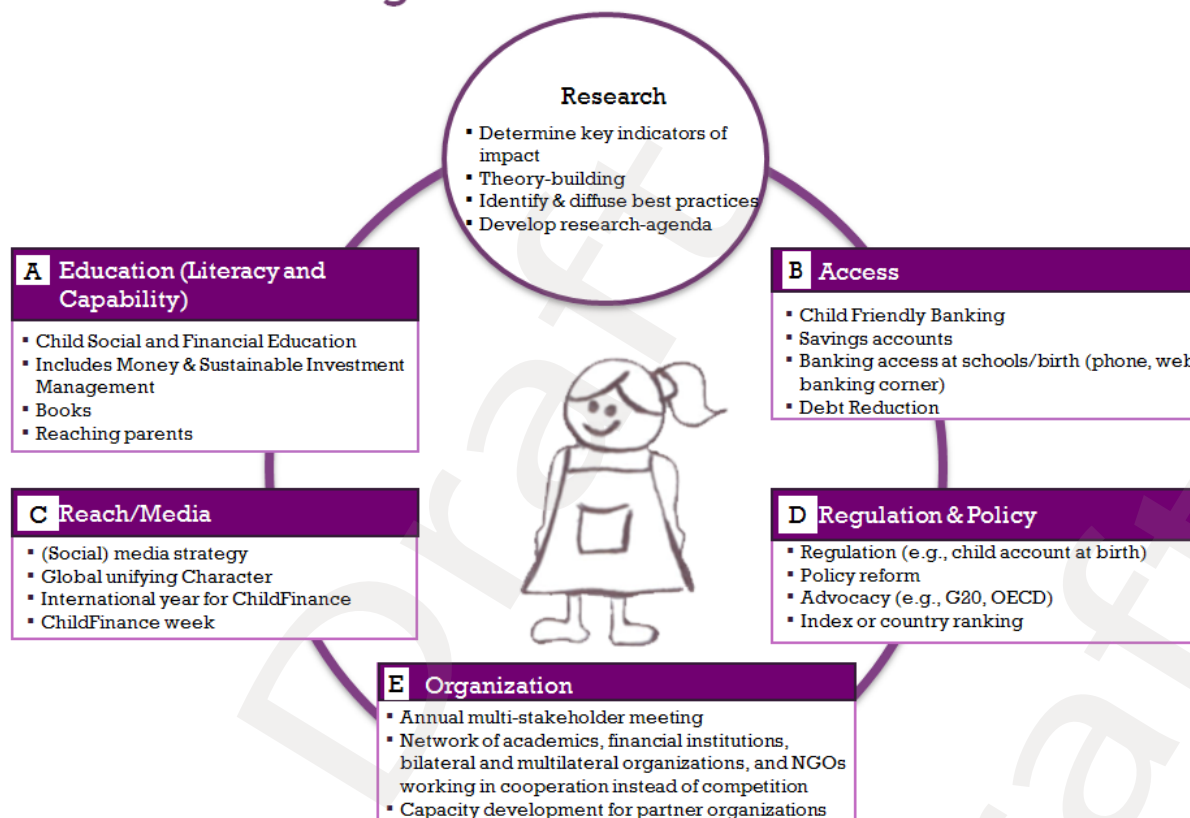 Research
▪ Determine key indicators of
impact
▪ Theory-building
▪ Identify & diffuse best practices
▪ Develop research-agenda
A Education (Literacy and
Capability)
▪ Child Social and Financial Education
▪ Includes Money & Sustainable Investment
Management
▪ Books
▪ Reaching parents
B Access
▪ Child Friendly Banking
▪ Savings accounts
▪ Banking access at schools/birth (phone, web
banking corner)
▪ Debt Reduction
C Reach/Media
▪ (Social) media strategy
▪ Global unifying Character
▪ International year for ChildFinance
▪ ChildFinance week
D Regulation & Policy
▪ Regulation (e.g., child account at birth)
▪ Policy reform
▪ Advocacy (e.g., G20, OECD)
▪ Index or country ranking
E Organization
▪ Annual multi-stakeholder meeting
▪ Network of academics, financial institutions,
bilateral and multilateral organizations, and NGOs
working in cooperation instead of competition
▪ Capacity development for partner organizations
Draft